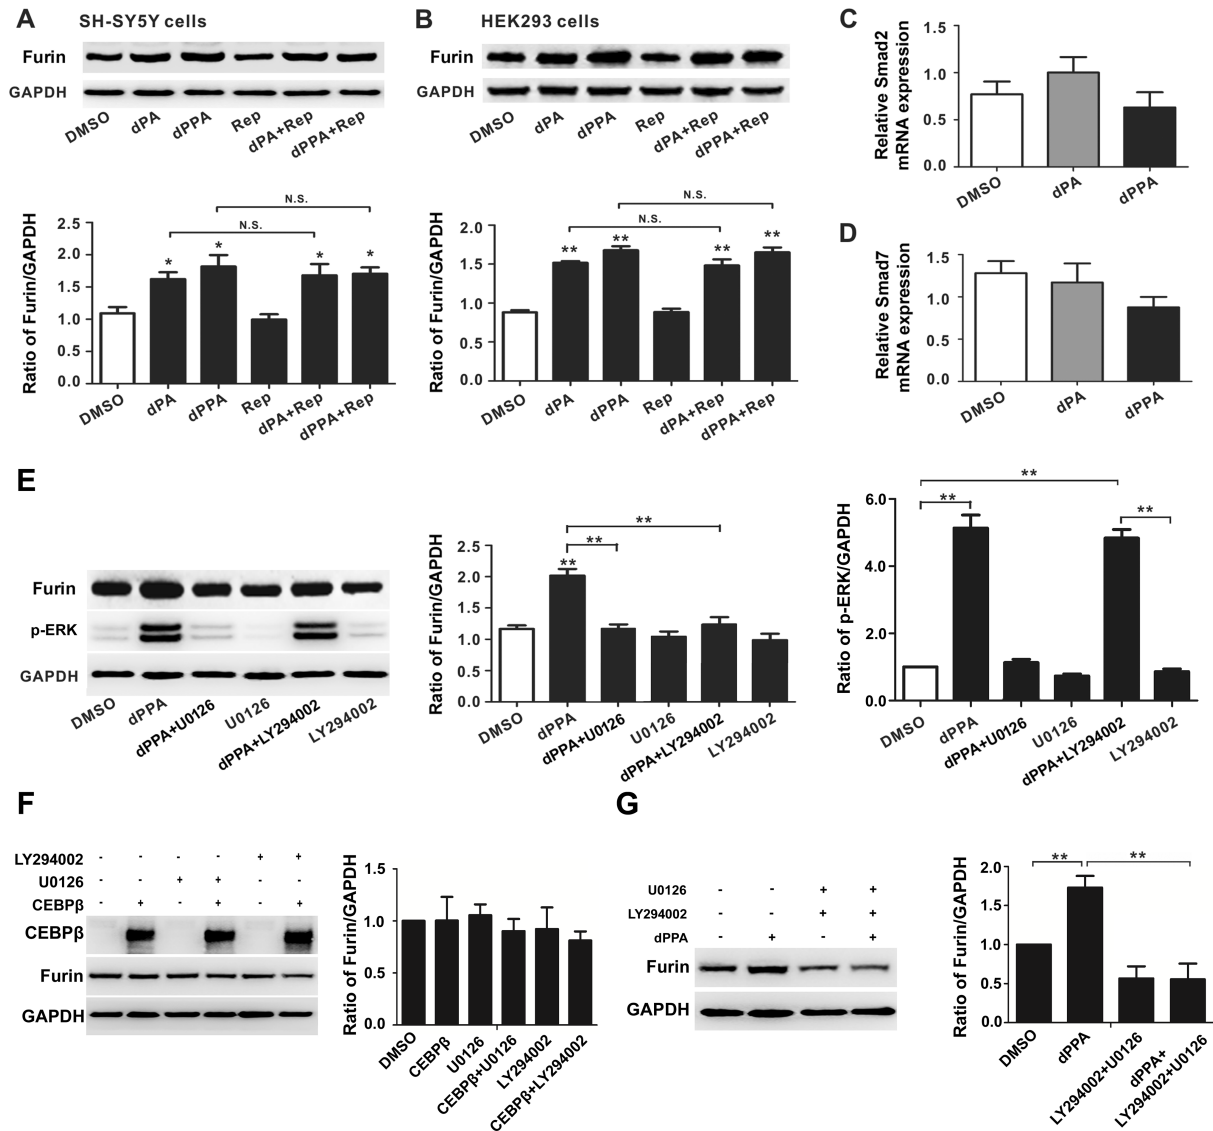 A SH-SY5Y cells
Furin
GAPDH
DMSO dPA dPPA Rep dPA+Rep dPPA+Rep
N.S.
N.S.
Ratio of Furin/GAPDH
2.5
2.0
1.5
1.0
0.5
0.0
* * * *
DMSO dPA dPPA Rep dPA+Rep dPPA+Rep
B HEK293 cells
Furin
GAPDH
DMSO dPA dPPA Rep dPA+Rep dPPA+Rep
N.S.
N.S.
Ratio of Furin/GAPDH
2.0
1.5
1.0
0.5
0.0
** ** ** **
DMSO dPA dPPA Rep dPA+Rep dPPA+Rep
C
Relative Smad2
mRNA expression
1.5
1.0
0.5
0.0
DMSO dPA dPPA
D
Relative Smad7
mRNA expression
1.5
1.0
0.5
0.0
DMSO dPA dPPA
E
Furin
p-ERK
GAPDH
DMSO dPPA dPPA+U0126 U0126 dPPA+LY294002 LY294002
Ratio of Furin/GAPDH
2.5
2.0
1.5
1.0
0.5
0.0
**
**
**
DMSO dPPA dPPA+U0126 U0126 dPPA+LY294002 LY294002
Ratio of p-ERK/GAPDH
6.0
4.0
2.0
0.0
**
**
**
DMSO dPPA dPPA+U0126 U0126 dPPA+LY294002 LY294002
F
LY294002 - - - - + +
U0126 - - + + - -
CEBPβ - + - + - +
CEBPβ
Furin
GAPDH
Ratio of Furin/GAPDH
1.5
1.0
0.5
0.0
DMSO CEBPβ U0126 CEBPβ+U0126 LY294002 CEBPβ+LY294002
G
U0126 - - + +
LY294002 - - + +
dPPA - + - +
Furin
GAPDH
Ratio of Furin/GAPDH
2.0
1.5
1.0
0.5
0.0
** **
DMSO dPPA LY294002+U0126 dPPA+
LY294002+U0126